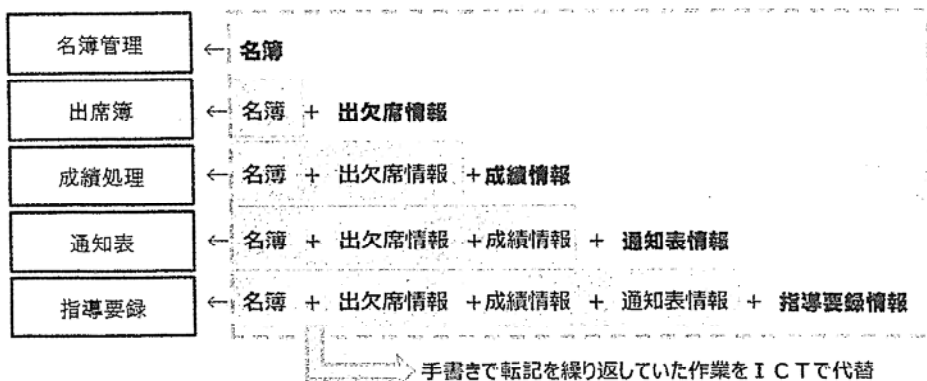 名簿管理 ← 名簿
出席簿 ← 名簿 + 出欠席情報
成績処理 ← 名簿 + 出欠席情報 +成績情報
通知表 ← 名簿 + 出欠席情報 +成績情報 + 通知表情報
指導要録 ← 名簿 + 出欠席情報 +成績情報 + 通知表情報 + 指導要録情報
手書きで転記を繰り返していた作業をICTで代替